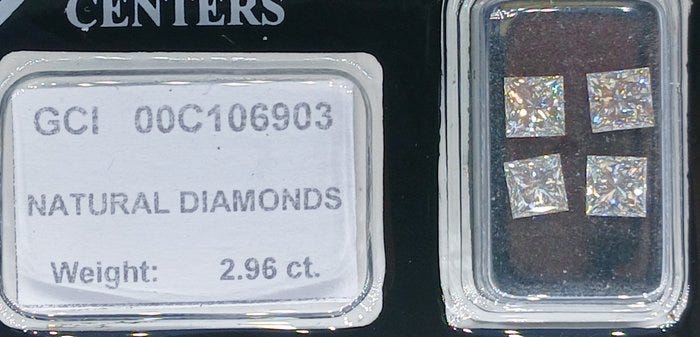 CENTERS
GCI 00C106903
NATURAL DIAMONDS
Weight: 2.96 ct.